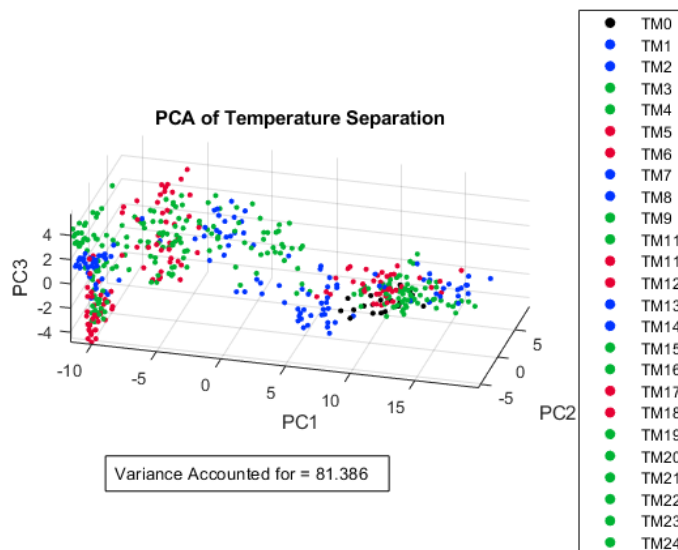 PCA of Temperature Separation
PC3
4
2
0
-2
-4
-10
-5
0
5
10
15
PC1
5
0
-5
PC2
Variance Accounted for = 81.386
TM0
TM1
TM2
TM3
TM4
TM5
TM6
TM7
TM8
TM9
TM11
TM11
TM12
TM13
TM14
TM15
TM16
TM17
TM18
TM19
TM20
TM21
TM22
TM23
TM24